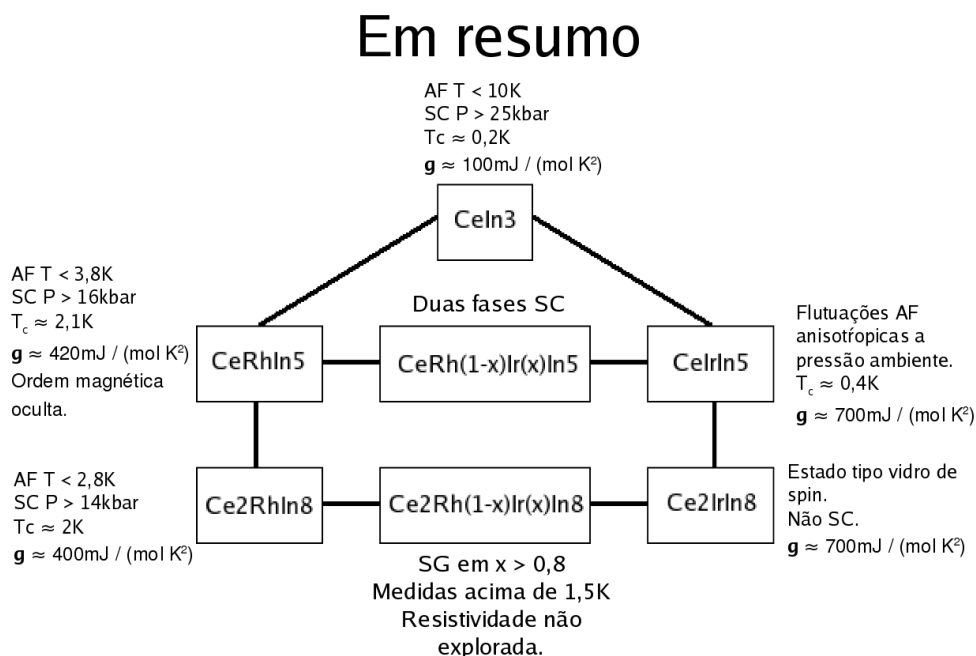 Em resumo
AF T < 10K
SC P > 25kbar
Tc ≈ 0,2K
g ≈ 100mJ / (mol K²)
CeIn3
AF T < 3,8K
SC P > 16kbar
T_c ≈ 2,1K
g ≈ 420mJ / (mol K²)
Ordem magnética
oculta.
CeRhIn5
Duas fases SC
CeRh(1-x)Ir(x)In5
CeIrIn5
Flutuações AF
anisotŕopicas a
pressão ambiente.
T_c ≈ 0,4K
g ≈ 700mJ / (mol K²)
AF T < 2,8K
SC P > 14kbar
Tc ≈ 2K
g ≈ 400mJ / (mol K²)
Ce2RhIn8
Ce2Rh(1-x)Ir(x)In8
SG em x > 0,8
Medidas acima de 1,5K
Resistividade não
explorada.
Ce2IrIn8
Estado tipo vidro de
spin.
Não SC.
g ≈ 700mJ / (mol K²)